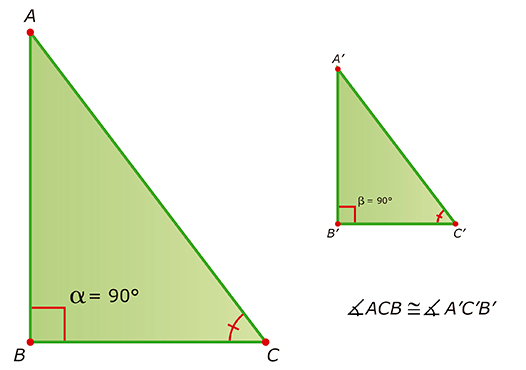 A
A′
α = 90°
β = 90°
B
C
B′
C′
∡ACB ≅ ∡ A′C′B′